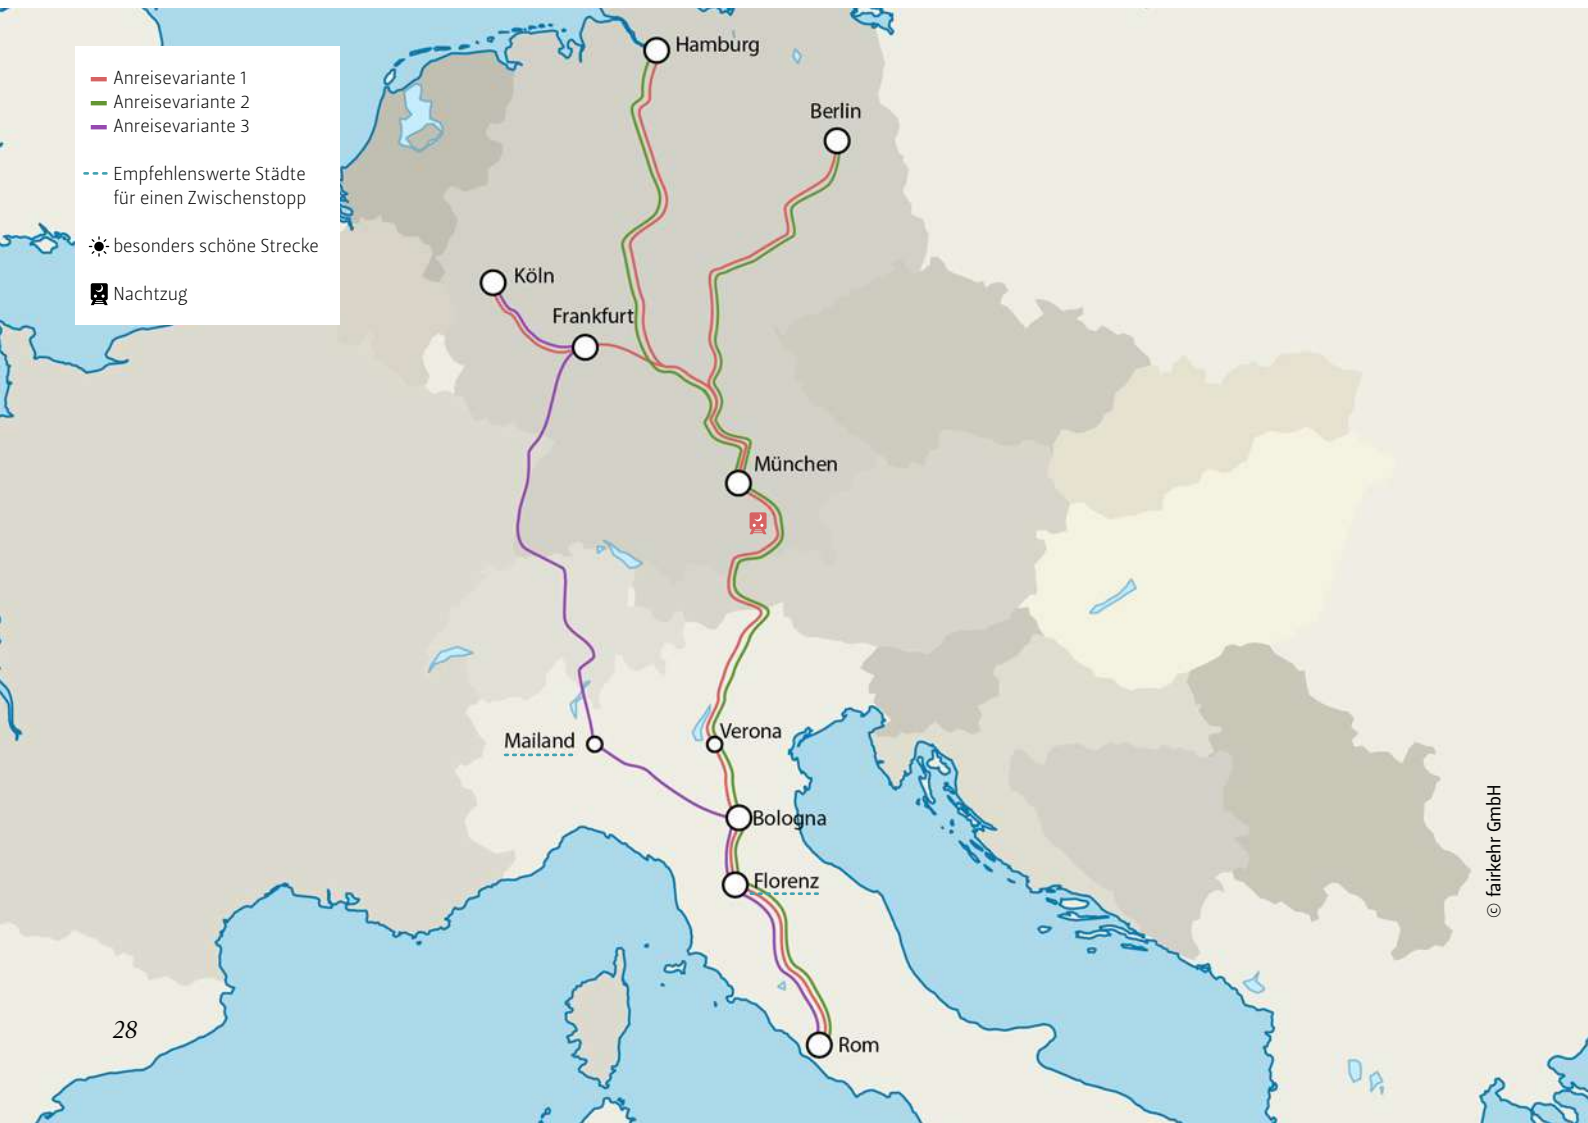 Anreisevariante 1
Anreisevariante 2
Anreisevariante 3
Empfehlenswerte Städte
für einen Zwischenstopp
besonders schöne Strecke
Nachtzug
Hamburg
Berlin
Köln
Frankfurt
München
Mailand
Verona
Bologna
Florenz
Rom
© fairkehr GmbH
28